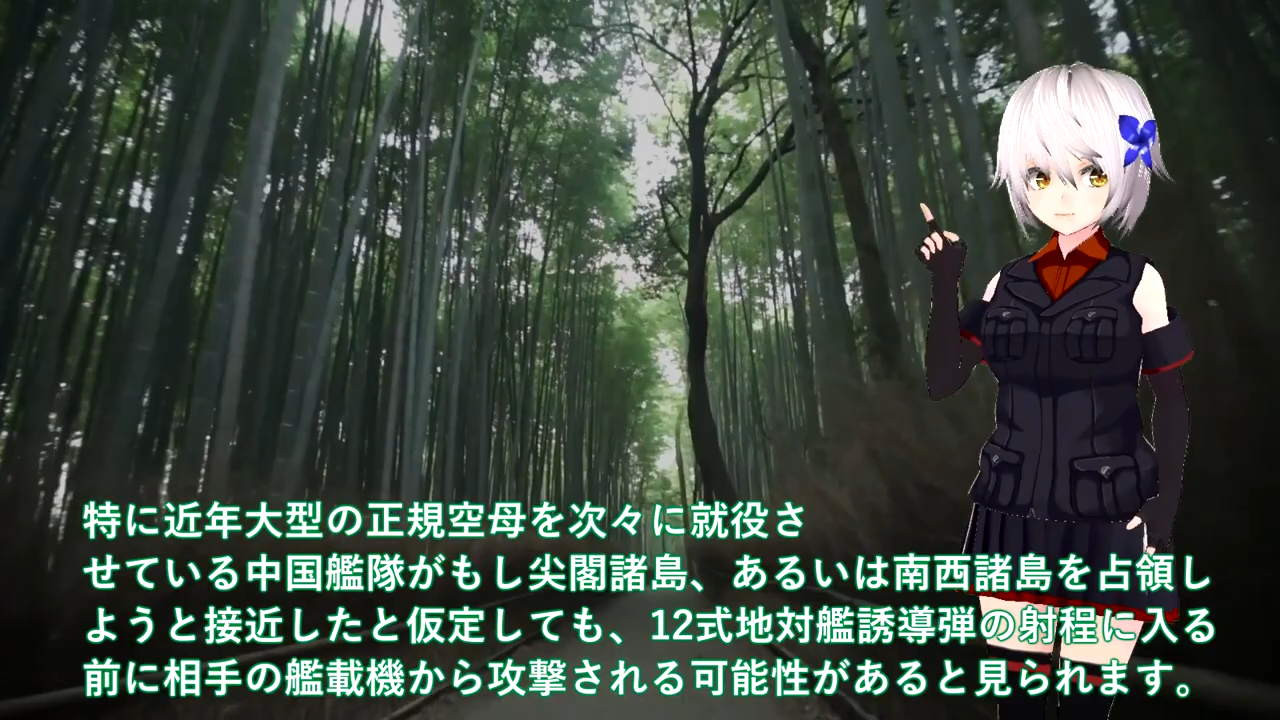 特に近年大型の正規空母を次々に就役さ
せている中国艦隊がもし尖閣諸島、あるいは南西諸島を占領し
ようと接近したと仮定しても、12式地対艦誘導弾の射程に入る
前に相手の艦載機から攻撃される可能性があると見られます。